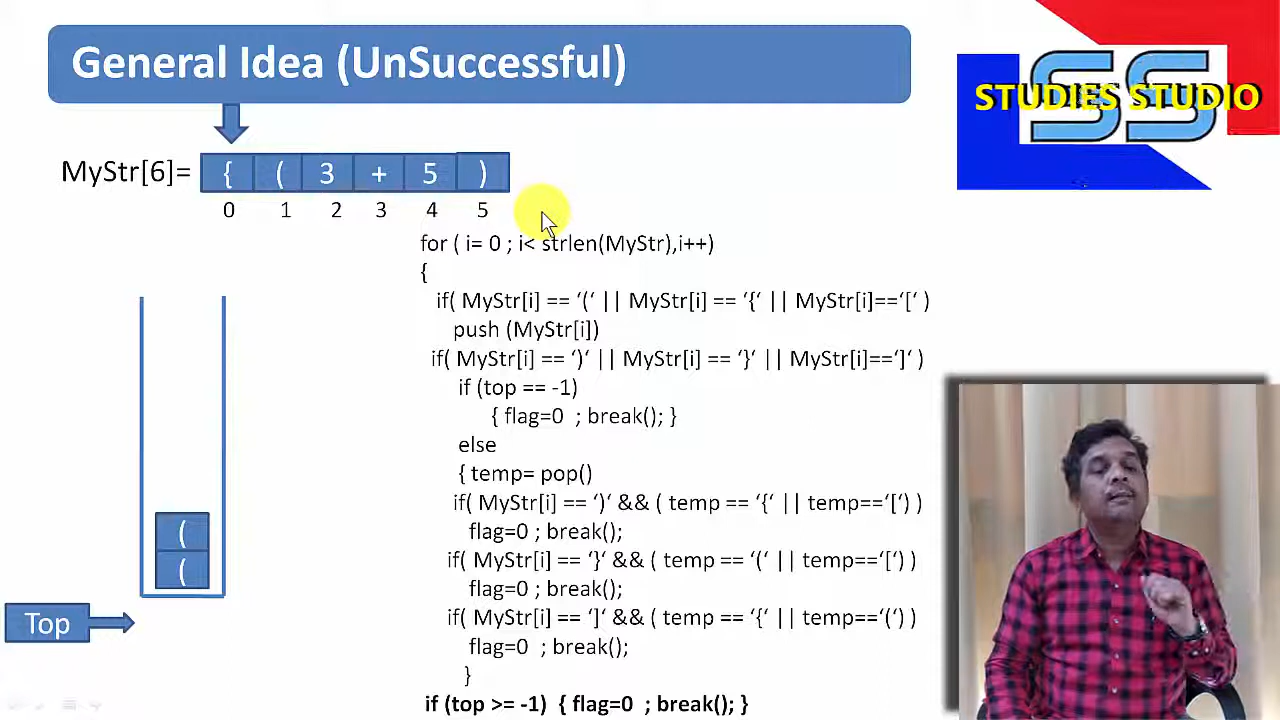 General Idea (UnSuccessful)
STUDIES STUDIO
SS
MyStr[6]= { ( 3 + 5 )
0 1 2 3 4 5
for ( i= 0 ; i< strlen(MyStr),i++)
{
if( MyStr[i] == ‘(‘ || MyStr[i] == ‘{‘ || MyStr[i]==‘[‘ )
push (MyStr[i])
if( MyStr[i] == ‘)‘ || MyStr[i] == ‘}‘ || MyStr[i]==‘]‘ )
if (top == -1)
{ flag=0 ; break(); }
else
{ temp= pop()
if( MyStr[i] == ‘)‘ && ( temp == ‘{‘ || temp==‘[‘) )
flag=0 ; break();
if( MyStr[i] == ‘}‘ && ( temp == ‘(‘ || temp==‘[‘) )
flag=0 ; break();
if( MyStr[i] == ‘]‘ && ( temp == ‘{‘ || temp==‘(‘) )
flag=0 ; break();
}
if (top >= -1) { flag=0 ; break(); }
(
(
Top